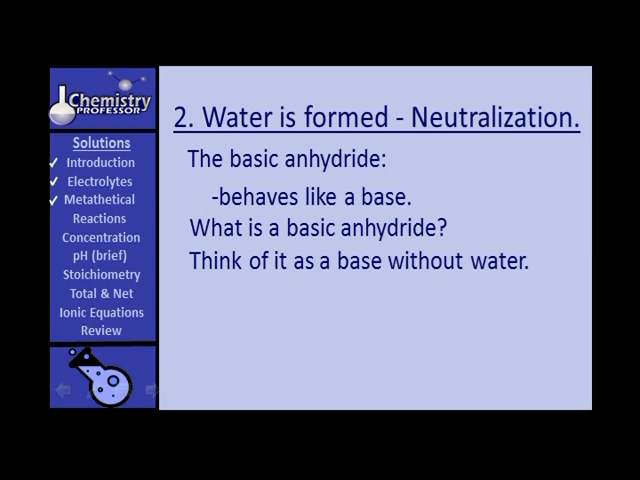 Chemistry
PROFESSOR
Solutions
Introduction
Electrolytes
Metathetical
Reactions
Concentration
pH (brief)
Stoichiometry
Total & Net
Ionic Equations
Review
2. Water is formed - Neutralization.
The basic anhydride:
-behaves like a base.
What is a basic anhydride?
Think of it as a base without water.